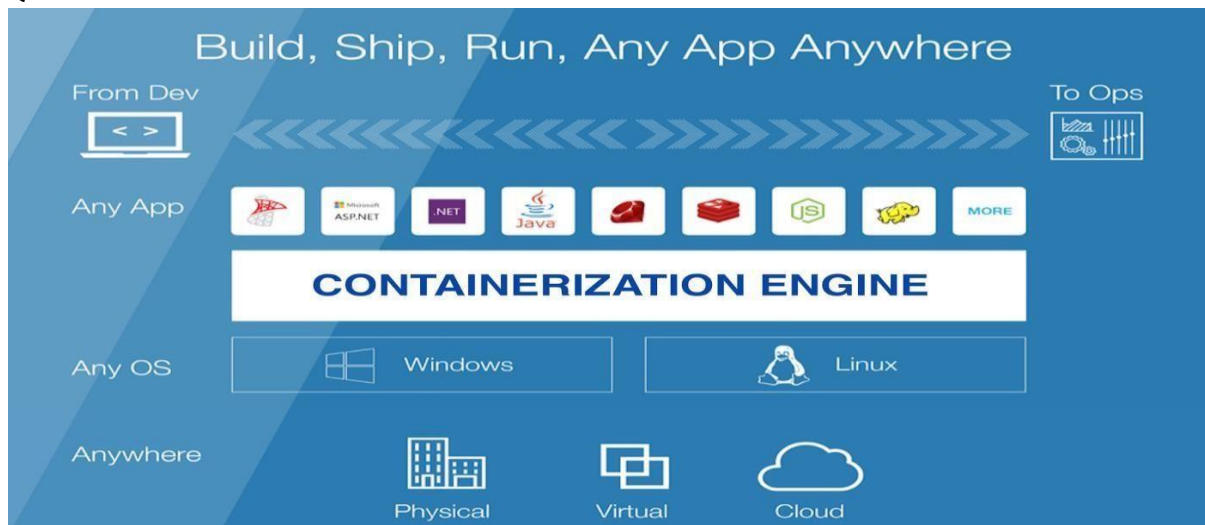 Build, Ship, Run, Any App Anywhere
From Dev
To Ops
< >
Any App
Microsoft
ASP.NET
.NET
Java
JS
MORE
CONTAINERIZATION ENGINE
Any OS
Windows
Linux
Anywhere
Physical
Virtual
Cloud